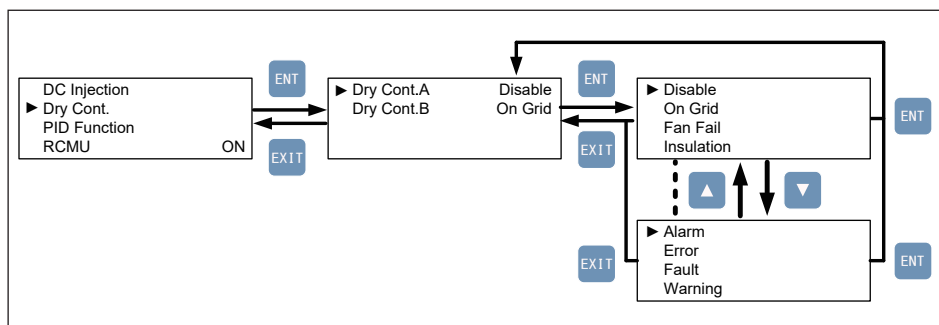 DC Injection
► Dry Cont.
PID Function
RCMU ON
ENT
EXIT
► Dry Cont.A Disable
Dry Cont.B On Grid
ENT
EXIT
► Disable
On Grid
Fan Fail
Insulation
ENT
▲ ▼
► Alarm
Error
Fault
Warning
EXIT
ENT